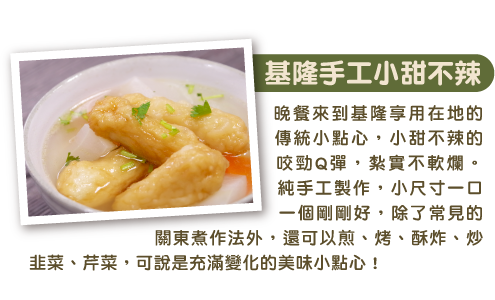 基隆手工小甜不辣
晚餐來到基隆享用在地的
傳統小點心，小甜不辣的
咬勁Q彈，紮實不軟爛。
純手工製作，小尺寸一口
一個剛剛好，除了常見的
關東煮作法外，還可以煎、烤、酥炸、炒
韭菜、芹菜，可說是充滿變化的美味小點心！